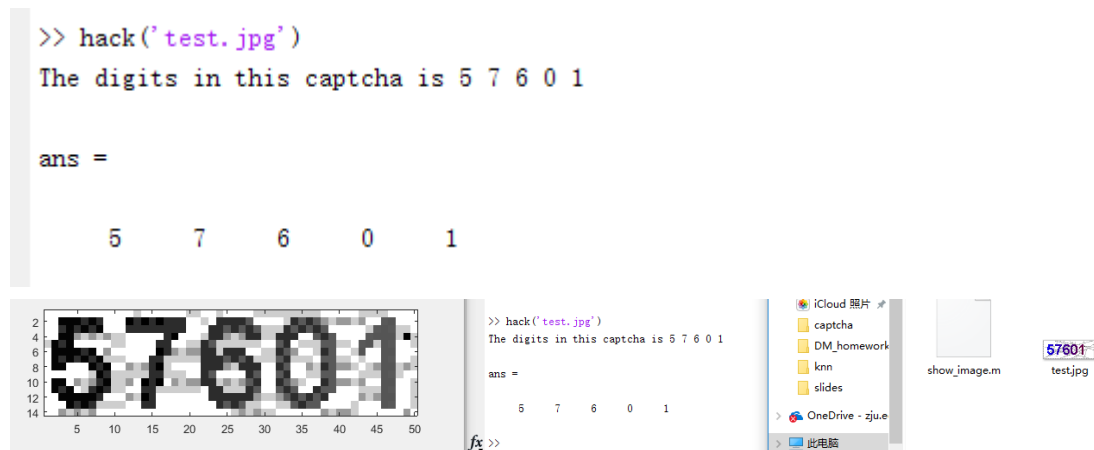 >> hack('test.jpg')
The digits in this captcha is 5 7 6 0 1
ans =
5 7 6 0 1
57601
2
4
6
8
10
12
14
5 10 15 20 25 30 35 40 45 50
>> hack('test.jpg')
The digits in this captcha is 5 7 6 0 1
ans =
5 7 6 0 1
fx >>
iCloud 照片
captcha
DM_homework
knn
slides
OneDrive - zju.e
此电脑
show_image.m
57601
test.jpg